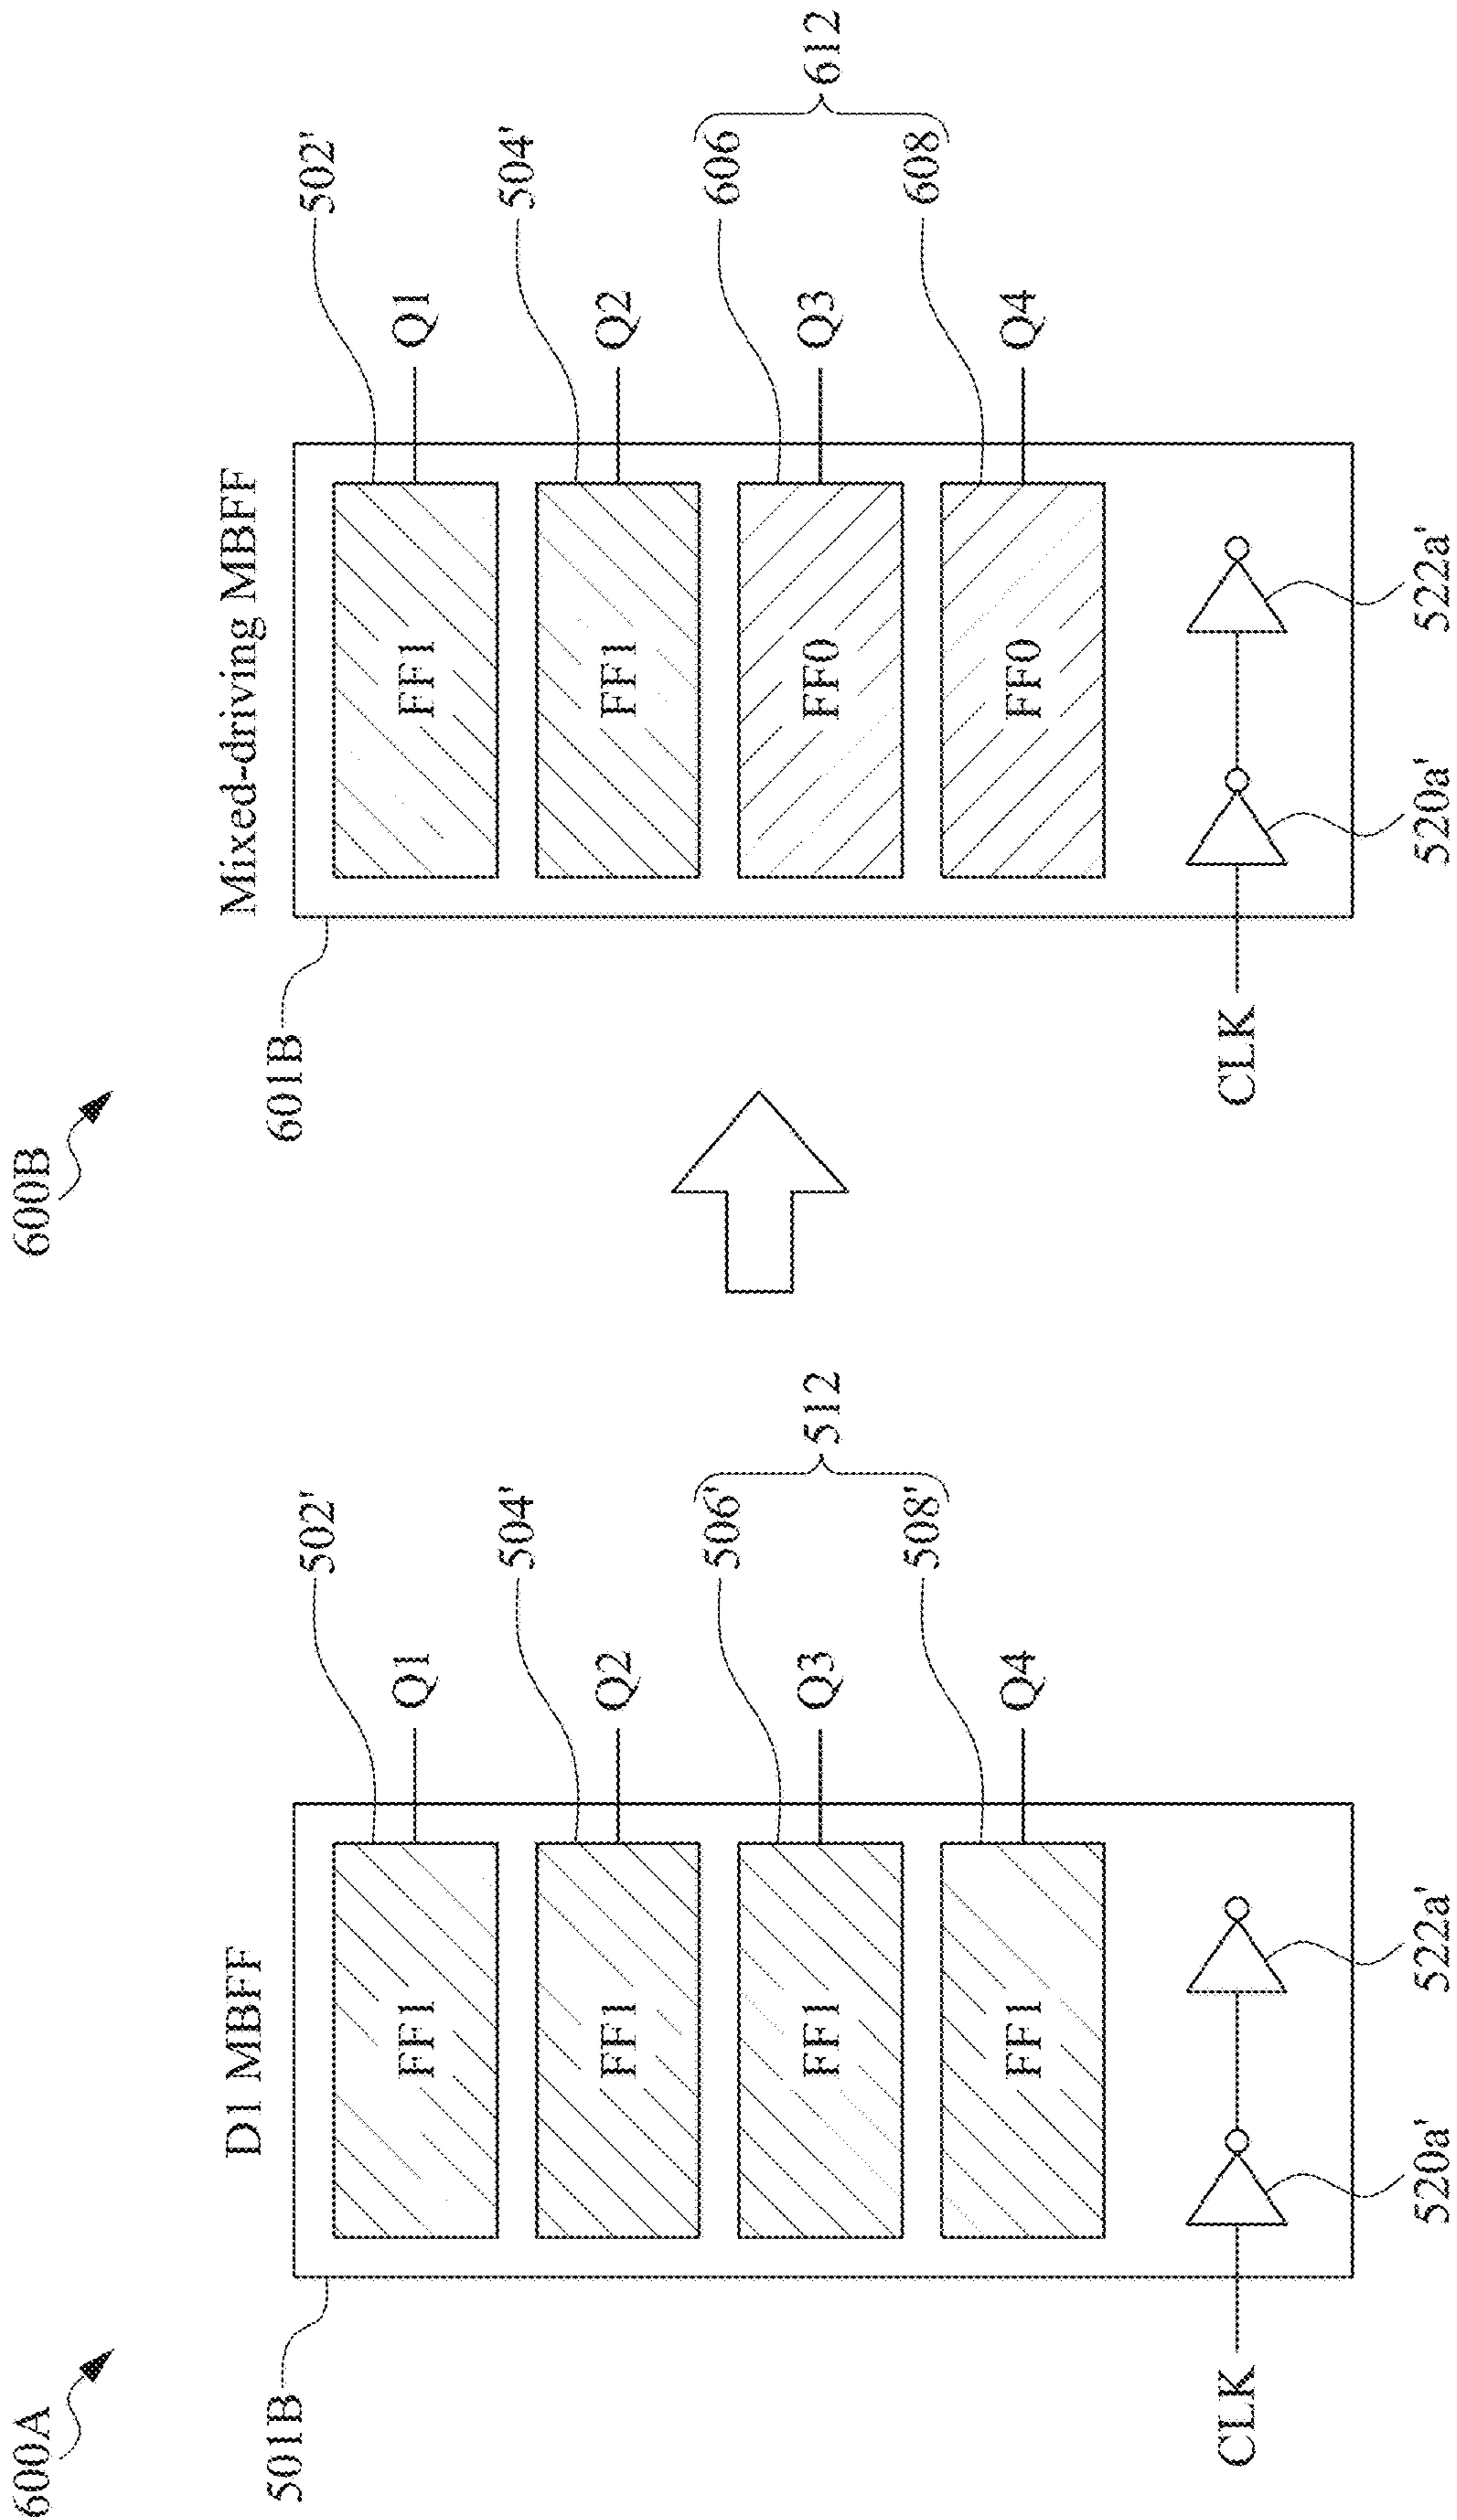 600A
D1 MBFF
501B
FF1
Q1
502'
FF1
Q2
504'
FF1
Q3
506'
FF1
Q4
508'
512
CLK
520a'
522a'
600B
Mixed-driving MBFF
601B
FF1
Q1
502'
FF1
Q2
504'
FF0
Q3
606
FF0
Q4
608
612
CLK
520a'
522a'